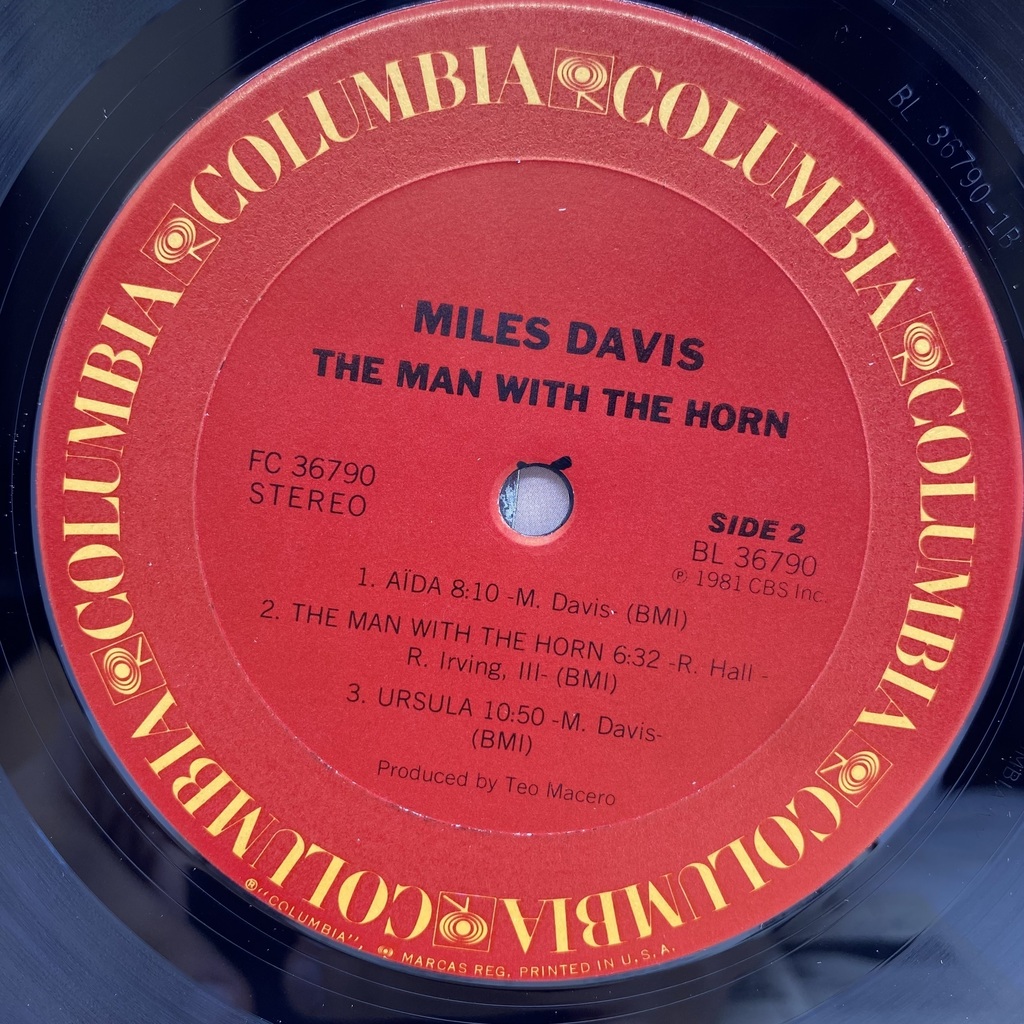 COLUMBIA COLUMBIA COLUMBIA COLUMBIA COLUMBIA COLUMBIA
BL 36790-1B
MILES DAVIS
THE MAN WITH THE HORN
FC 36790
STEREO
SIDE 2
BL 36790
℗ 1981 CBS Inc.
1. AÏDA 8:10 -M. Davis- (BMI)
2. THE MAN WITH THE HORN 6:32 -R. Hall -
R. Irving, III- (BMI)
3. URSULA 10:50 -M. Davis-
(BMI)
Produced by Teo Macero
® "COLUMBIA", MARCAS REG. PRINTED IN U.S.A.